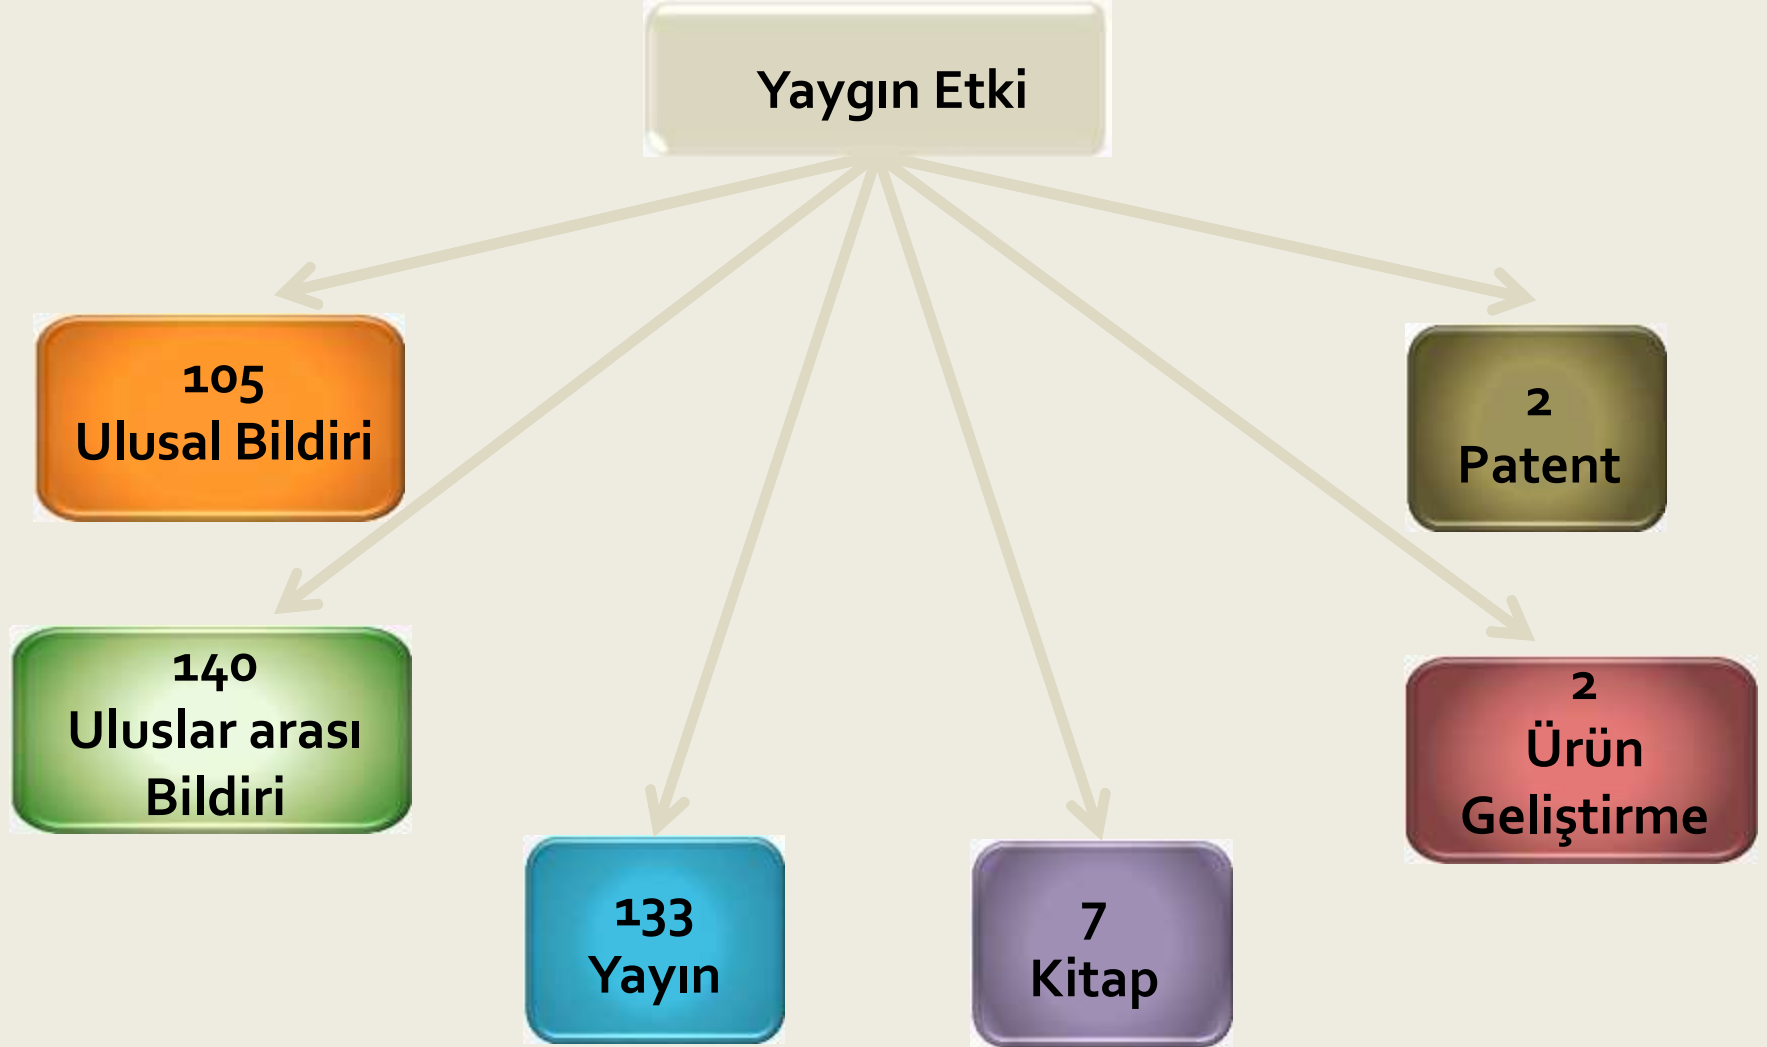 Yaygın Etki
105
Ulusal Bildiri
140
Uluslar arası
Bildiri
133
Yayın
7
Kitap
2
Ürün
Geliştirme
2
Patent